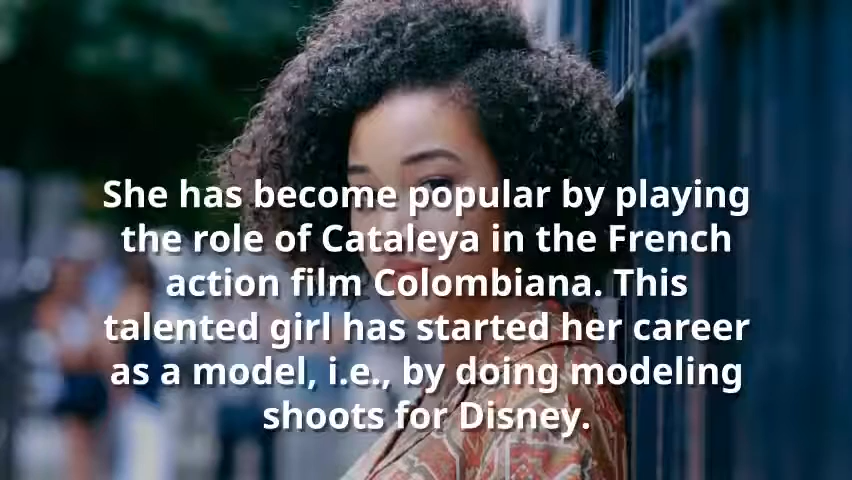 She has become popular by playing
the role of Cataleya in the French
action film Colombiana. This
talented girl has started her career
as a model, i.e., by doing modeling
shoots for Disney.